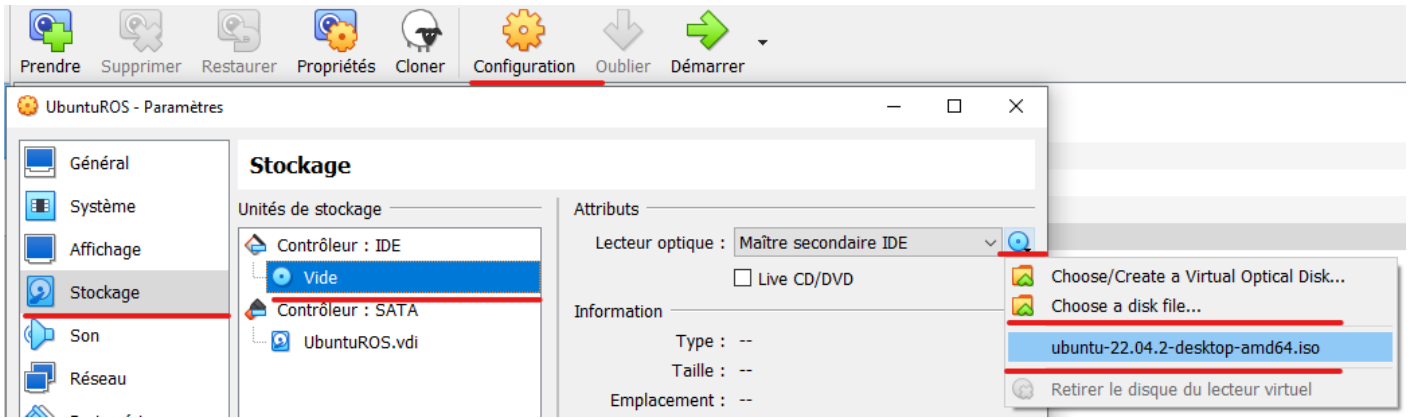 Prendre Supprimer Restaurer Propriétés Cloner Configuration Oublier Démarrer
UbuntuROS - Paramètres
Général
Système
Affichage
Stockage
Son
Réseau
Stockage
Unités de stockage
Contrôleur : IDE
Vide
Contrôleur : SATA
UbuntuROS.vdi
Attributs
Lecteur optique : Maître secondaire IDE
Live CD/DVD
Information
Type : --
Taille : --
Emplacement : --
Choose/Create a Virtual Optical Disk...
Choose a disk file...
ubuntu-22.04.2-desktop-amd64.iso
Retirer le disque du lecteur virtuel